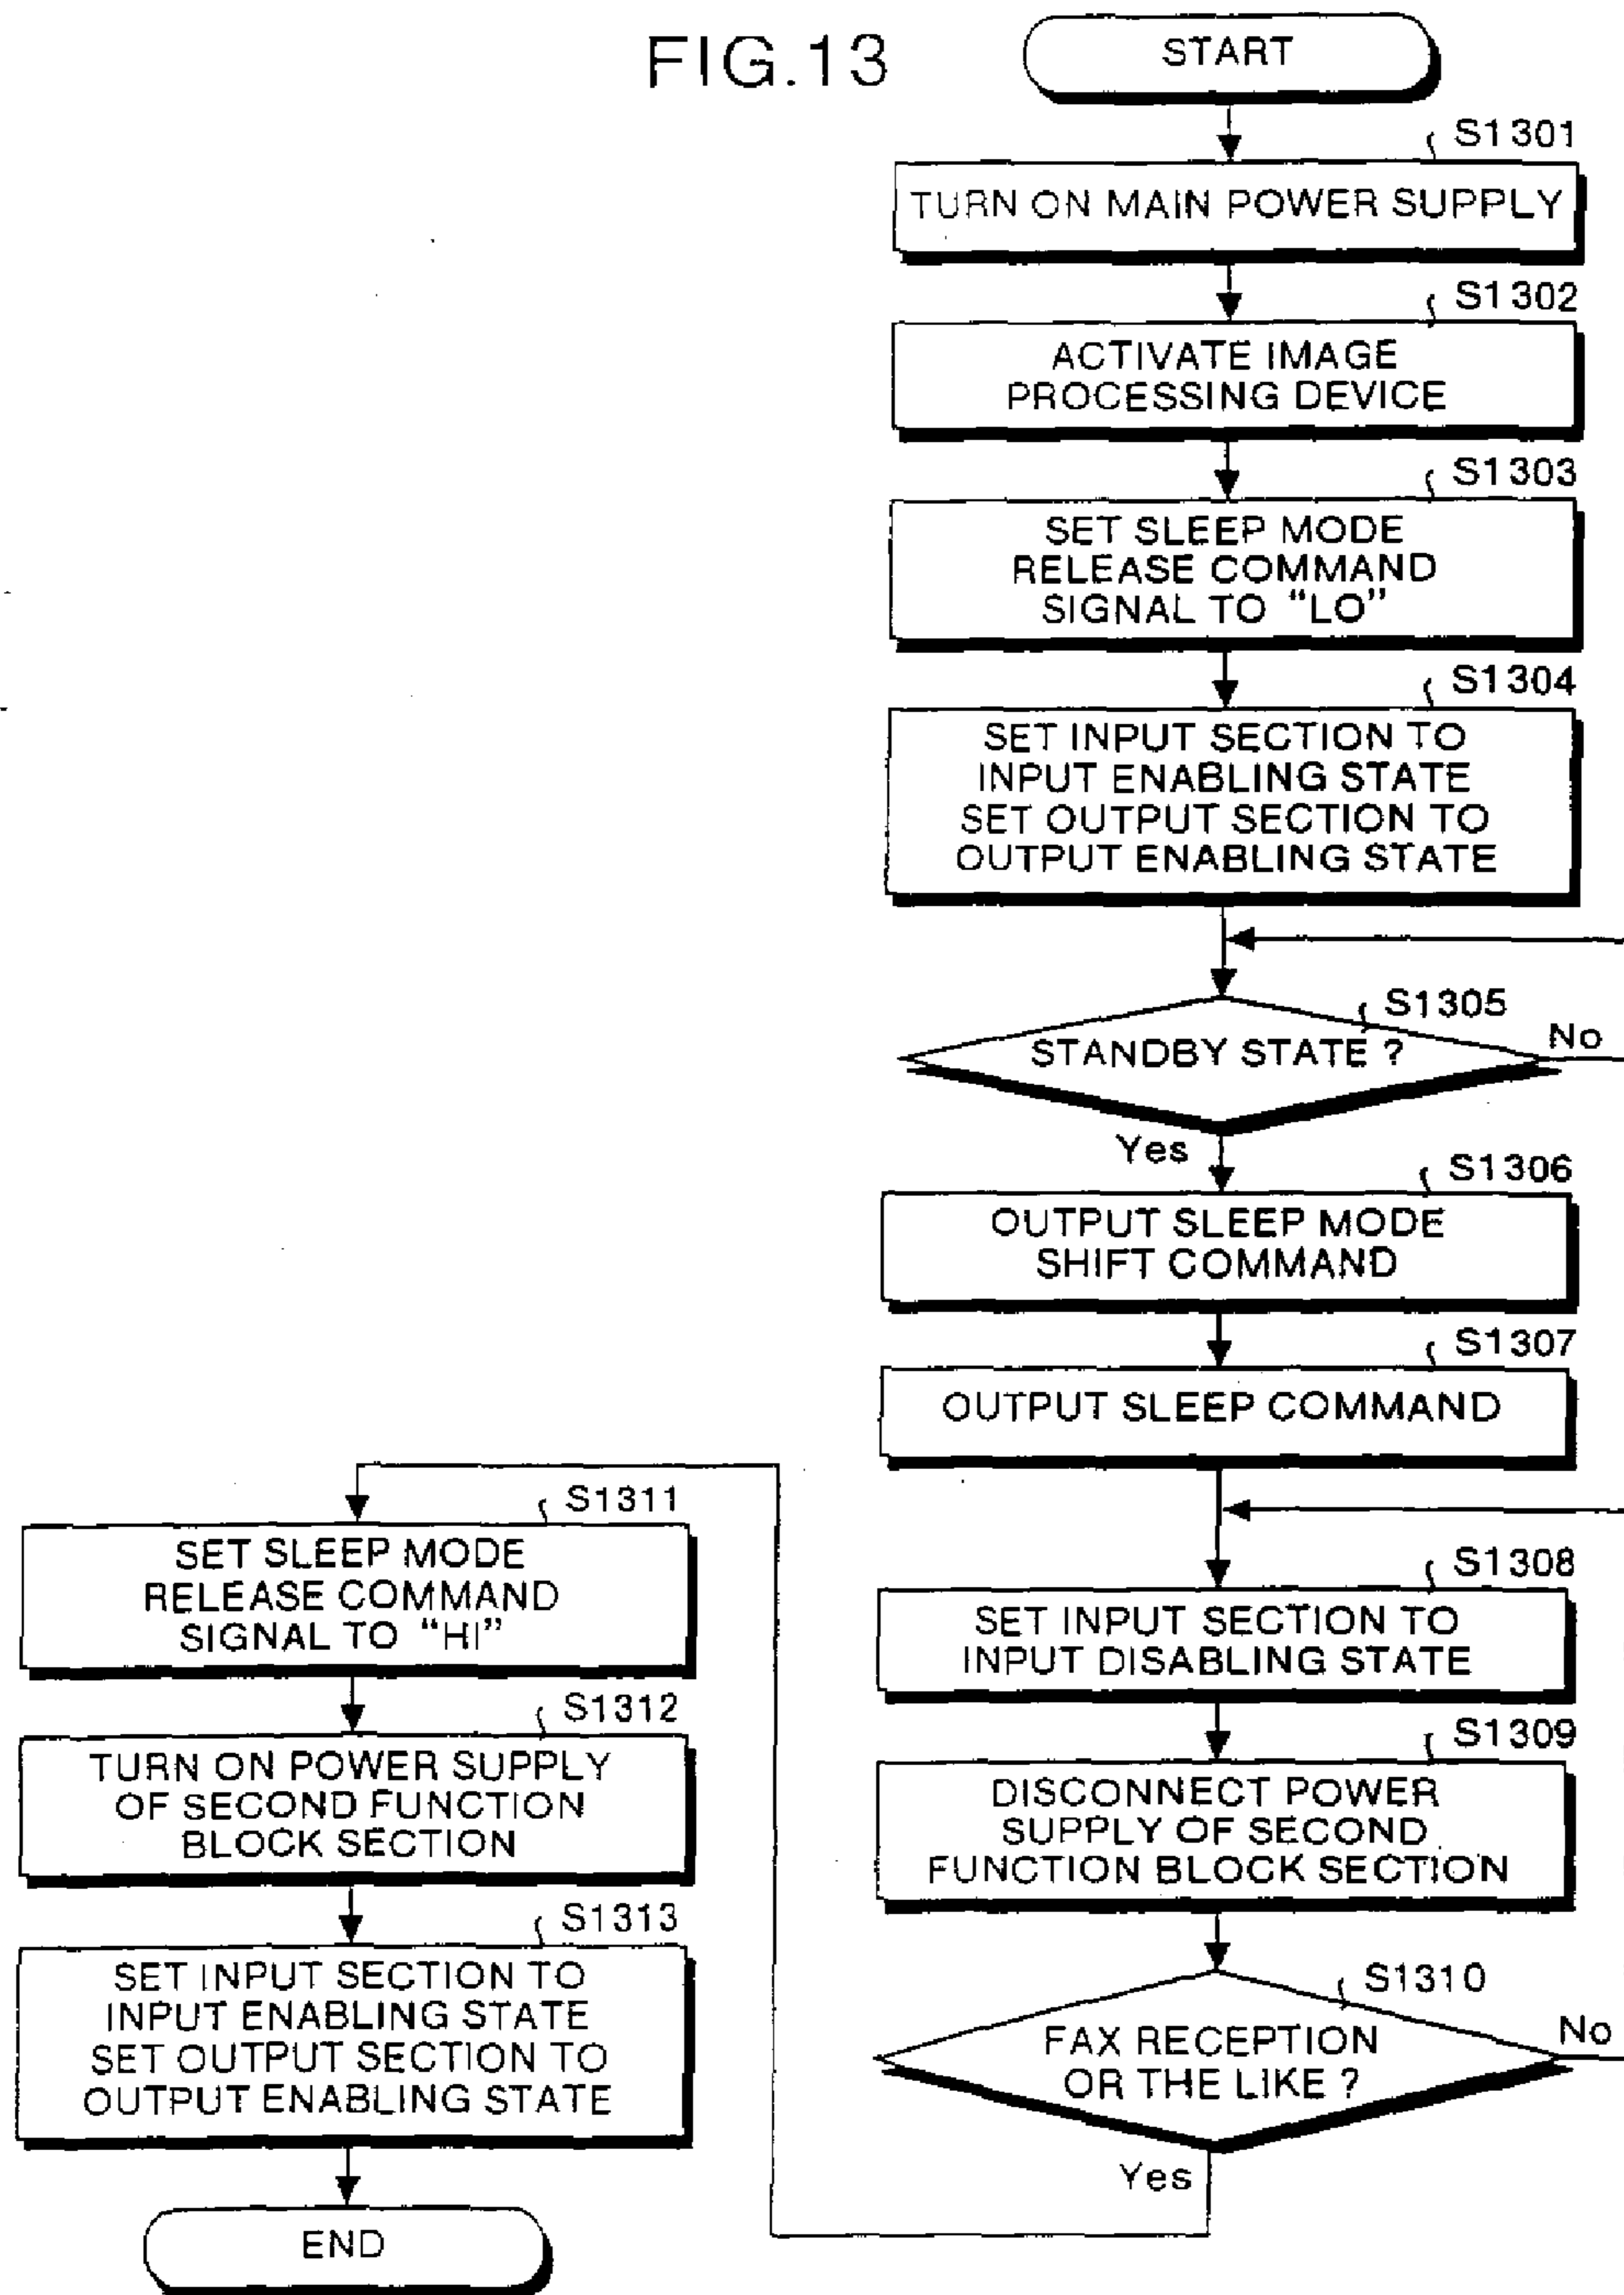 FIG.13
START
S1301
TURN ON MAIN POWER SUPPLY
S1302
ACTIVATE IMAGE
PROCESSING DEVICE
S1303
SET SLEEP MODE
RELEASE COMMAND
SIGNAL TO “LO”
S1304
SET INPUT SECTION TO
INPUT ENABLING STATE
SET OUTPUT SECTION TO
OUTPUT ENABLING STATE
S1305
STANDBY STATE ?
No
Yes
S1306
OUTPUT SLEEP MODE
SHIFT COMMAND
S1307
OUTPUT SLEEP COMMAND
S1308
SET INPUT SECTION TO
INPUT DISABLING STATE
S1309
DISCONNECT POWER
SUPPLY OF SECOND
FUNCTION BLOCK SECTION
S1310
FAX RECEPTION
OR THE LIKE ?
No
Yes
S1311
SET SLEEP MODE
RELEASE COMMAND
SIGNAL TO “HI”
S1312
TURN ON POWER SUPPLY
OF SECOND FUNCTION
BLOCK SECTION
S1313
SET INPUT SECTION TO
INPUT ENABLING STATE
SET OUTPUT SECTION TO
OUTPUT ENABLING STATE
END